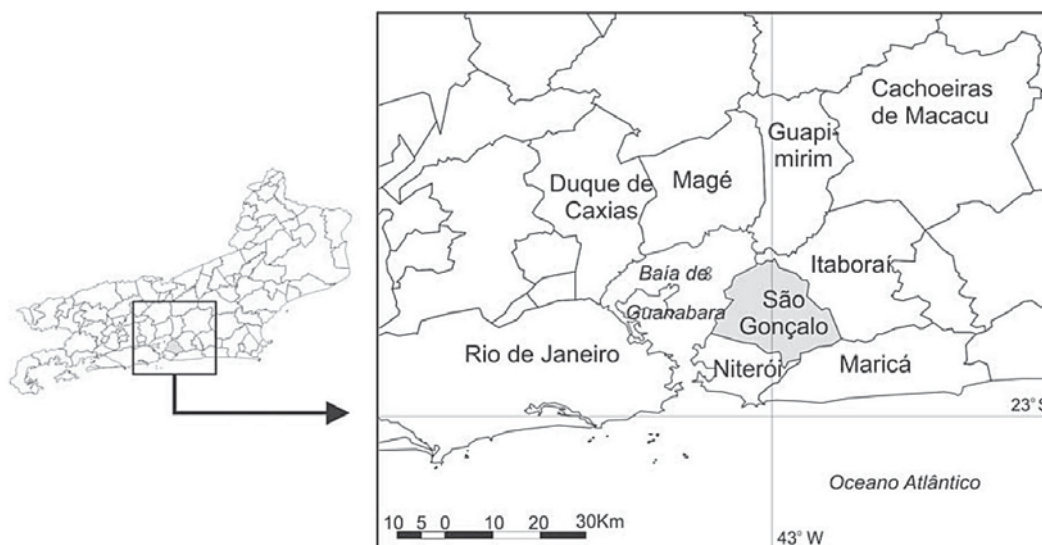 Cachoeiras
de Macacu
Guapi-
mirim
Duque de
Caxias
Magé
Itaboraí
Baía de
Guanabara
São
Gonçalo
Rio de Janeiro
Niterói
Maricá
23° S
Oceano Atlântico
10 5 0 10 20 30Km
43° W